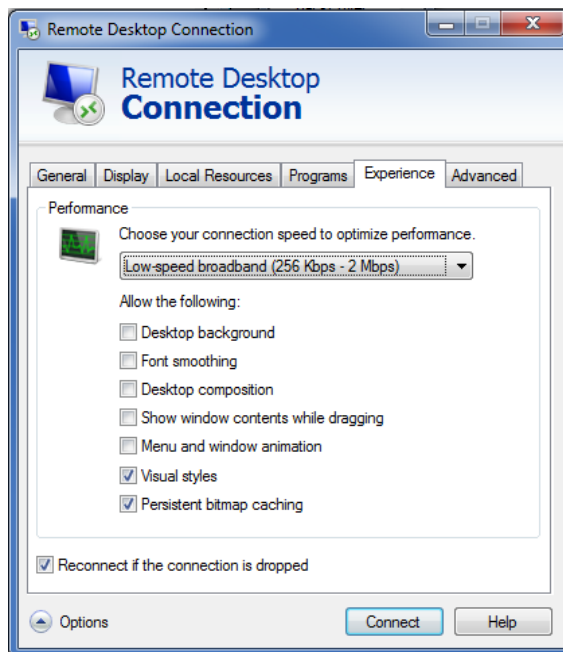 Remote Desktop Connection
Remote Desktop
Connection
General Display Local Resources Programs Experience Advanced
Performance
Choose your connection speed to optimize performance.
Low-speed broadband (256 Kbps - 2 Mbps)
Allow the following:
Desktop background
Font smoothing
Desktop composition
Show window contents while dragging
Menu and window animation
Visual styles
Persistent bitmap caching
Reconnect if the connection is dropped
Options Connect Help